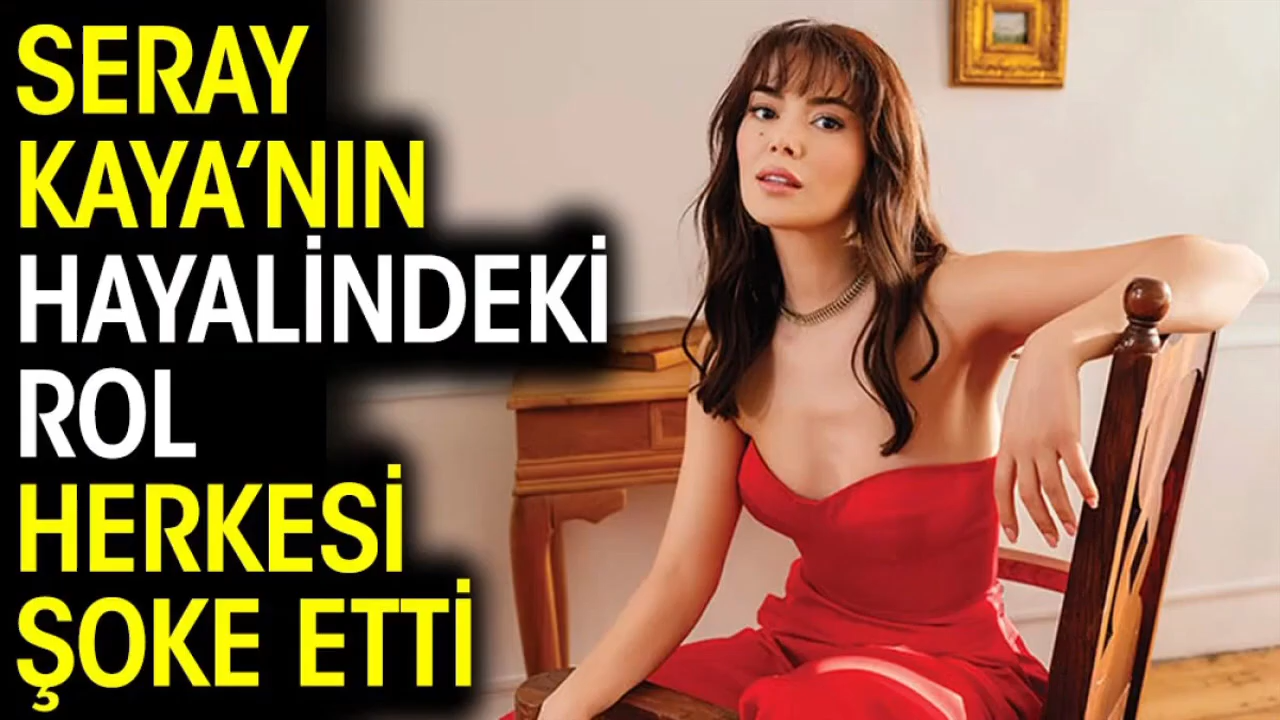 SERAY
KAYA’NIN
HAYALİNDEKİ
ROL
HERKESİ
ŞOKE ETTİ